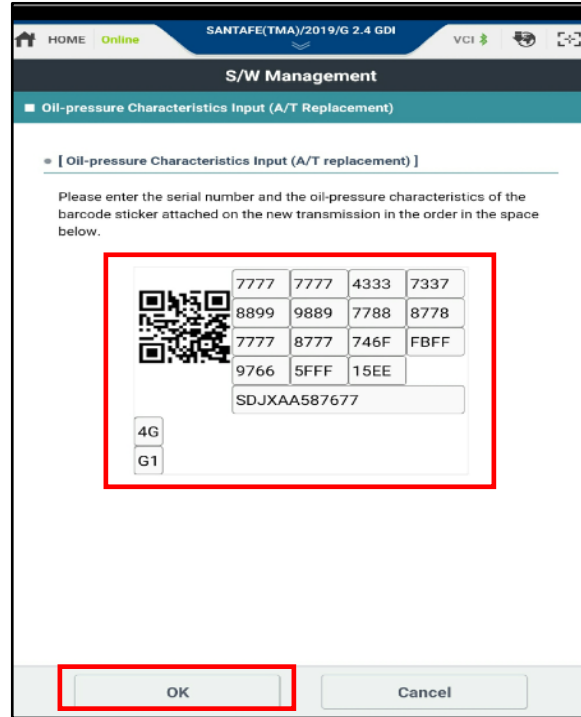 HOME Online SANTAFE(TMA)/2019/G 2.4 GDI VCI
S/W Management
Oil-pressure Characteristics Input (A/T Replacement)
[ Oil-pressure Characteristics Input (A/T replacement) ]
Please enter the serial number and the oil-pressure characteristics of the
barcode sticker attached on the new transmission in the order in the space
below.
7777 7777 4333 7337
8899 9889 7788 8778
7777 8777 746F FBFF
9766 5FFF 15EE
SDJXAA587677
4G
G1
OK Cancel